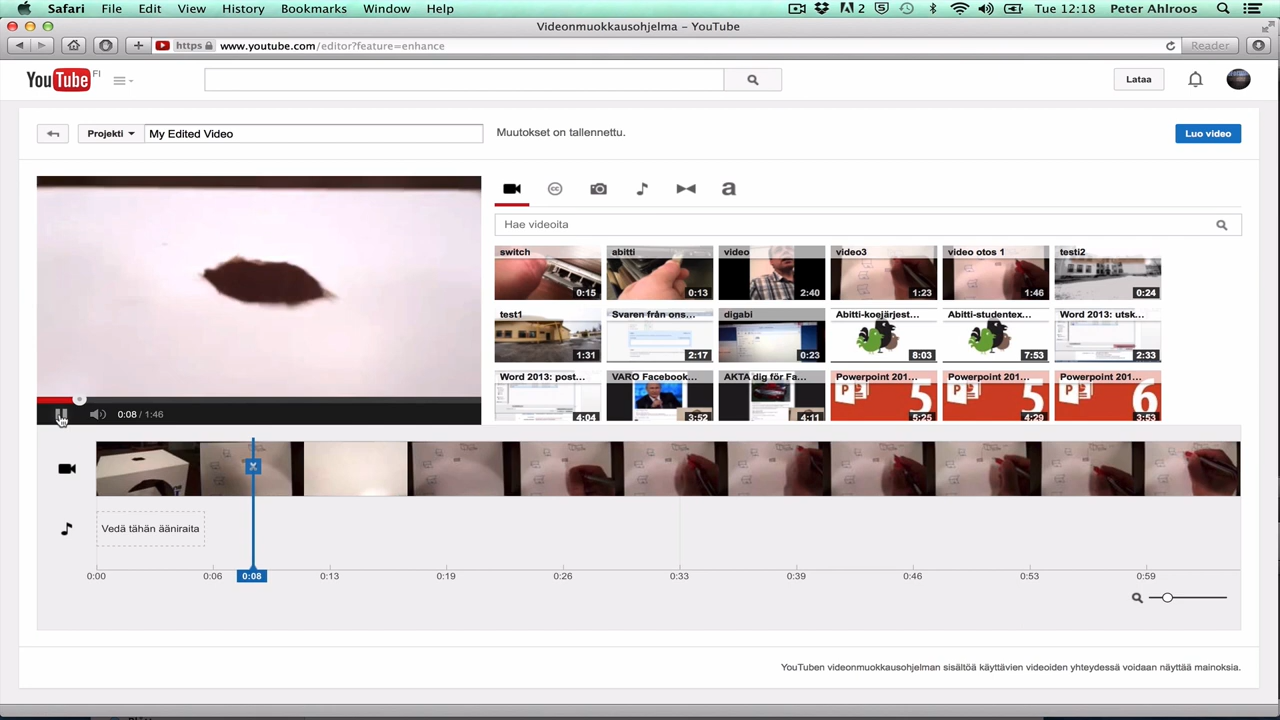 Safari File Edit View History Bookmarks Window Help 2 5 Tue 12:18 Peter Ahlroos
Videonmuokkausohjelma – YouTube
https www.youtube.com/editor?feature=enhance Reader
YouTube FI Lataa
Projekti My Edited Video Muutokset on tallennettu. Luo video
cc a
Hae videoita
switch abitti video video3 video otos 1 testi2
0:15 0:13 2:40 1:23 1:46 0:24
test1 Svaren från ons... digabi Abitti-koejärjest... Abitti-studentex... Word 2013: utsk...
1:31 2:17 0:23 8:03 7:53 2:33
Word 2013: post... VARO Facebook... AKTA dig för Fa... Powerpoint 201... Powerpoint 201... Powerpoint 201...
P 5 P 5 P 6
4:04 3:52 4:11 5:25 4:29 3:53
0:08 / 1:46
Vedä tähän ääniraita
0:00 0:06 0:08 0:13 0:19 0:26 0:33 0:39 0:46 0:53 0:59
YouTuben videonmuokkausohjelman sisältöä käyttävien videoiden yhteydessä voidaan näyttää mainoksia.